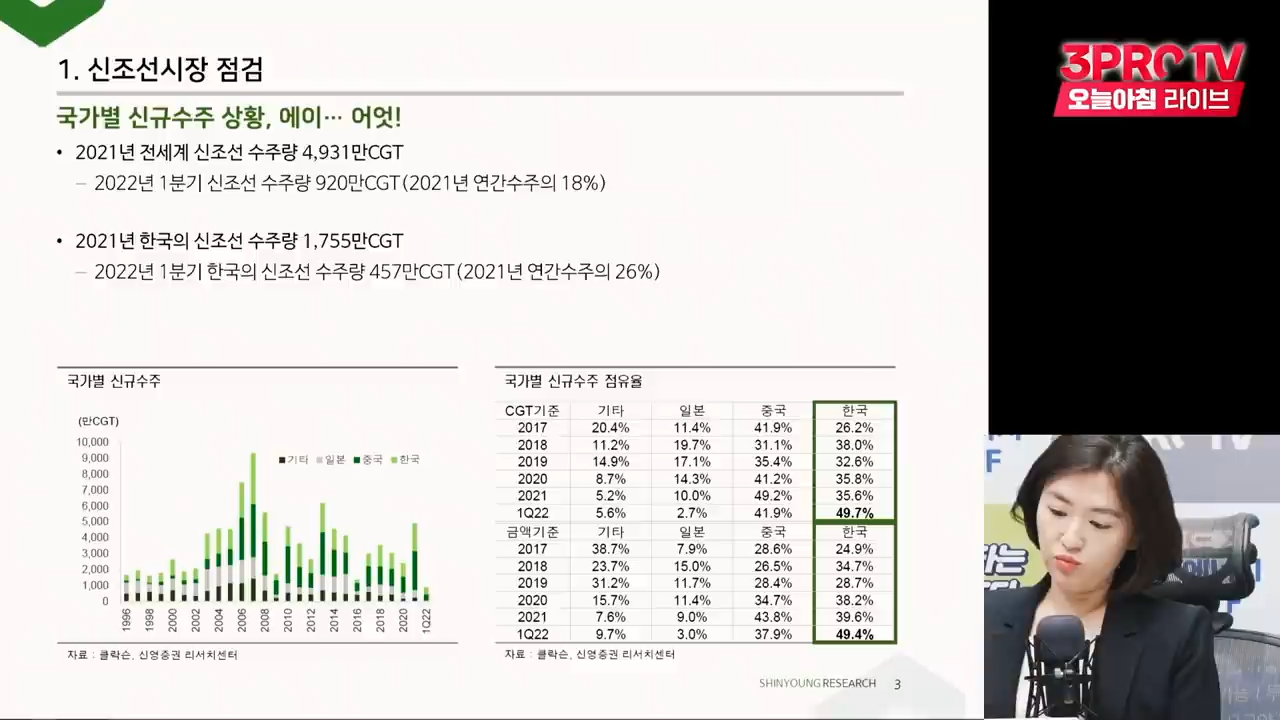 1. 신조선시장 점검
국가별 신규수주 상황, 에이… 어엇!
• 2021년 전세계 신조선 수주량 4,931만CGT
– 2022년 1분기 신조선 수주량 920만CGT(2021년 연간수주의 18%)
• 2021년 한국의 신조선 수주량 1,755만CGT
– 2022년 1분기 한국의 신조선 수주량 457만CGT(2021년 연간수주의 26%)
국가별 신규수주
(만CGT)
10,000
9,000
8,000
7,000
6,000
5,000
4,000
3,000
2,000
1,000
0
■기타 ■일본 ■중국 ■한국
1996 1998 2000 2002 2004 2006 2008 2010 2012 2014 2016 2018 2020 1Q22
자료 : 클락슨, 신영증권 리서치센터
국가별 신규수주 점유율
CGT기준 기타 일본 중국 한국
2017 20.4% 11.4% 41.9% 26.2%
2018 11.2% 19.7% 31.1% 38.0%
2019 14.9% 17.1% 35.4% 32.6%
2020 8.7% 14.3% 41.2% 35.8%
2021 5.2% 10.0% 49.2% 35.6%
1Q22 5.6% 2.7% 41.9% 49.7%
금액기준 기타 일본 중국 한국
2017 38.7% 7.9% 28.6% 24.9%
2018 23.7% 15.0% 26.5% 34.7%
2019 31.2% 11.7% 28.4% 28.7%
2020 15.7% 11.4% 34.7% 38.2%
2021 7.6% 9.0% 43.8% 39.6%
1Q22 9.7% 3.0% 37.9% 49.4%
자료 : 클락슨, 신영증권 리서치센터
SHINYOUNG RESEARCH 3
3PRO TV
오늘아침 라이브